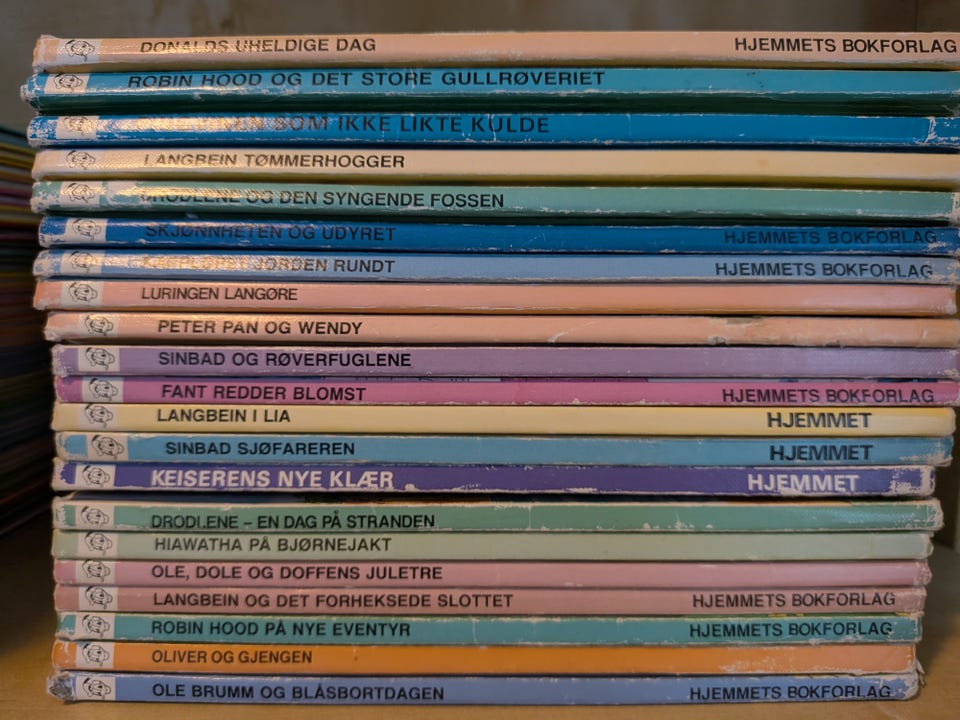 DONALDS UHELDIGE DAG HJEMMETS BOKFORLAG
ROBIN HOOD OG DET STORE GULLRØVERIET
SOM IKKE LIKTE KULDE
LANGBEIN TØMMERHOGGER
DRODLENE OG DEN SYNGENDE FOSSEN
SKJØNNHETEN OG UDYRET HJEMMETS BOKFORLAG
JORDEN RUNDT HJEMMETS BOKFORLAG
LURINGEN LANGØRE
PETER PAN OG WENDY
SINBAD OG RØVERFUGLENE
FANT REDDER BLOMST HJEMMETS BOKFORLAG
LANGBEIN I LIA HJEMMET
SINBAD SJØFAREREN HJEMMET
KEISERENS NYE KLÆR HJEMMET
DRODLENE – EN DAG PÅ STRANDEN
HIAWATHA PÅ BJØRNEJAKT
OLE, DOLE OG DOFFENS JULETRE
LANGBEIN OG DET FORHEKSEDE SLOTTET HJEMMETS BOKFORLAG
ROBIN HOOD PÅ NYE EVENTYR HJEMMETS BOKFORLAG
OLIVER OG GJENGEN
OLE BRUMM OG BLÅSBORTDAGEN HJEMMETS BOKFORLAG